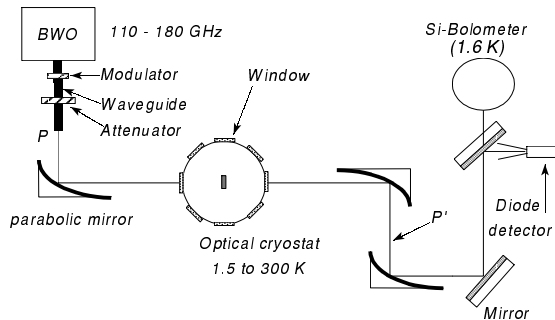 BWO
110 - 180 GHz
Modulator
Waveguide
Attenuator
P
parabolic mirror
Window
Optical cryostat
1.5 to 300 K
P'
Si-Bolometer
(1.6 K)
Diode
detector
Mirror